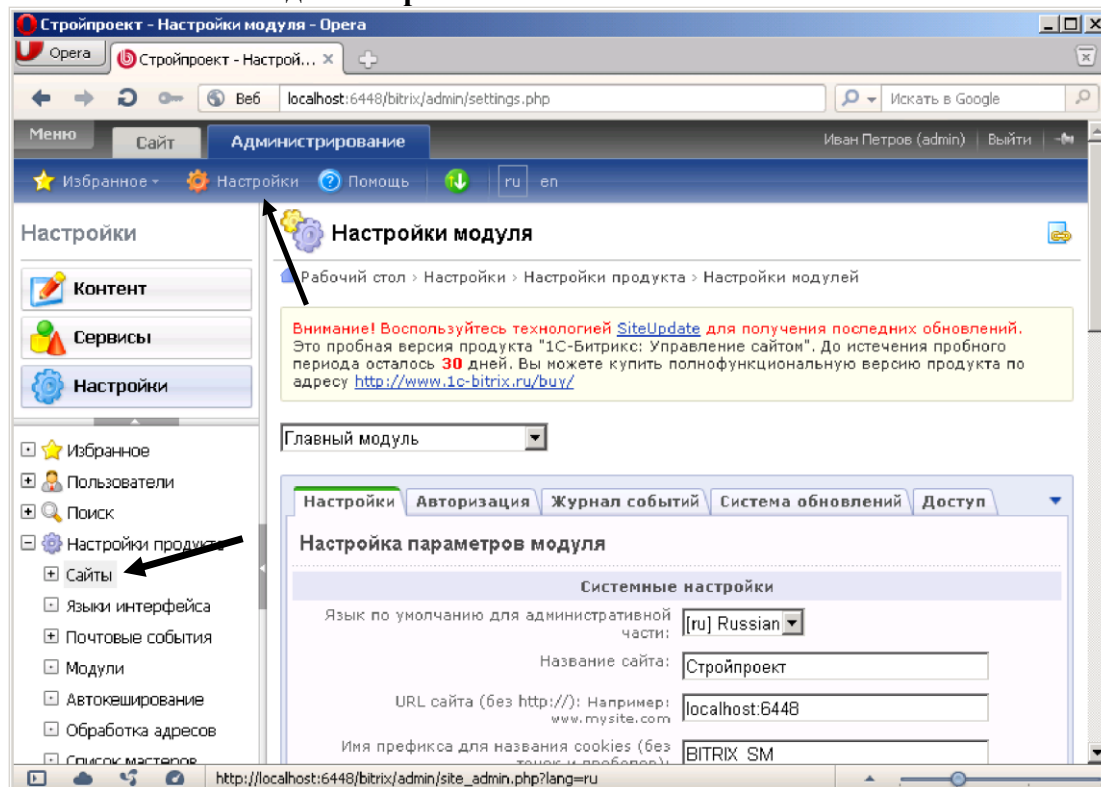 Стройпроект - Настройки модуля - Opera
Opera
Стройпроект - Настрой...
Веб
localhost:6448/bitrix/admin/settings.php
Искать в Google
Меню
Сайт
Администрирование
Иван Петров (admin)
Выйти
Избранное
Настройки
Помощь
ru
en
Настройки
Контент
Сервисы
Настройки
Избранное
Пользователи
Поиск
Настройки продукта
Сайты
Языки интерфейса
Почтовые события
Модули
Автокеширование
Обработка адресов
Список мастеров
Настройки модуля
Рабочий стол › Настройки › Настройки продукта › Настройки модулей
Внимание! Воспользуйтесь технологией SiteUpdate для получения последних обновлений.
Это пробная версия продукта "1С-Битрикс: Управление сайтом". До истечения пробного
периода осталось 30 дней. Вы можете купить полнофункциональную версию продукта по
адресу http://www.1c-bitrix.ru/buy/
Главный модуль
Настройки
Авторизация
Журнал событий
Система обновлений
Доступ
Настройка параметров модуля
Системные настройки
Язык по умолчанию для административной
части:
[ru] Russian
Название сайта:
Стройпроект
URL сайта (без http://): Например:
www.mysite.com
localhost:6448
Имя префикса для названия cookies (без
точек и пробелов):
BITRIX_SM
http://localhost:6448/bitrix/admin/site_admin.php?lang=ru